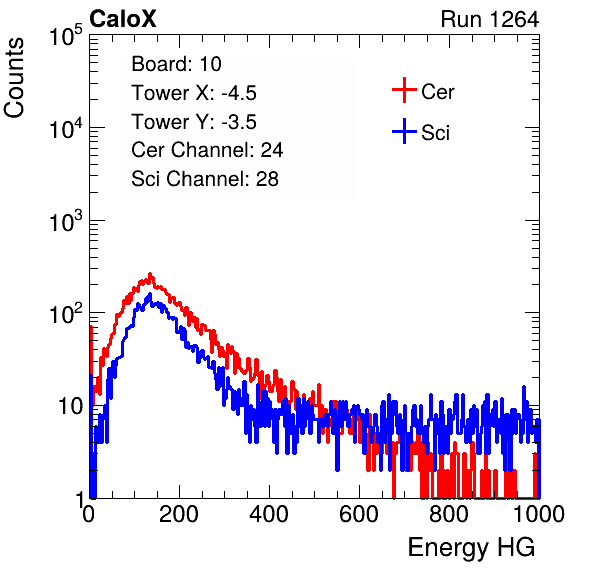 CaloX Run 1264
Counts
10^5
10^4
10^3
10^2
10
1
Board: 10
Tower X: -4.5
Tower Y: -3.5
Cer Channel: 24
Sci Channel: 28
Cer
Sci
0 200 400 600 800 1000
Energy HG